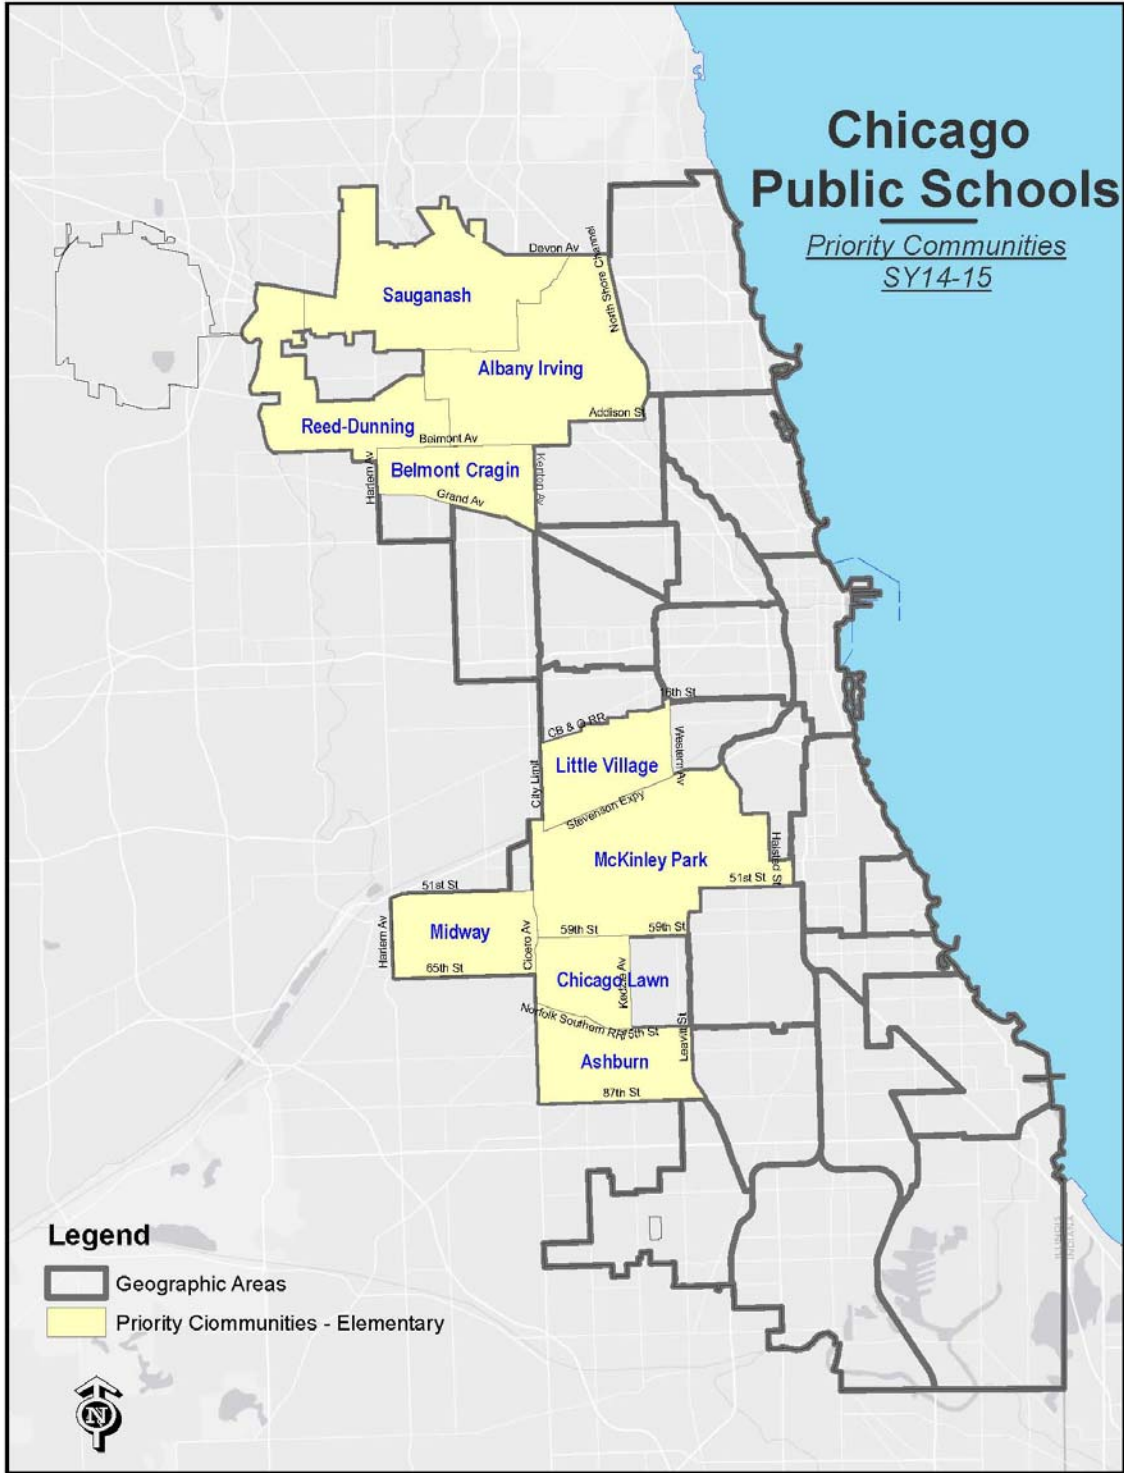 Chicago
Public Schools
Priority Communities
SY14-15
Devon Av
North Shore Channel
Sauganash
Albany Irving
Addison St
Reed-Dunning
Belmont Av
Belmont Cragin
Harlem Av
Kenton Av
Grand Av
16th St
CB & Q RR
Western Av
Little Village
City Limit
Stevenson Expy
McKinley Park
Halsted St
51st St
51st St
Midway
Harlem Av
Cicero Av
59th St
59th St
65th St
Chicago Lawn
Kedzie Av
Norfolk Southern RR
75th St
Leavitt St
Ashburn
87th St
ILLINOIS
INDIANA
Legend
Geographic Areas
Priority Ciommunities - Elementary
N